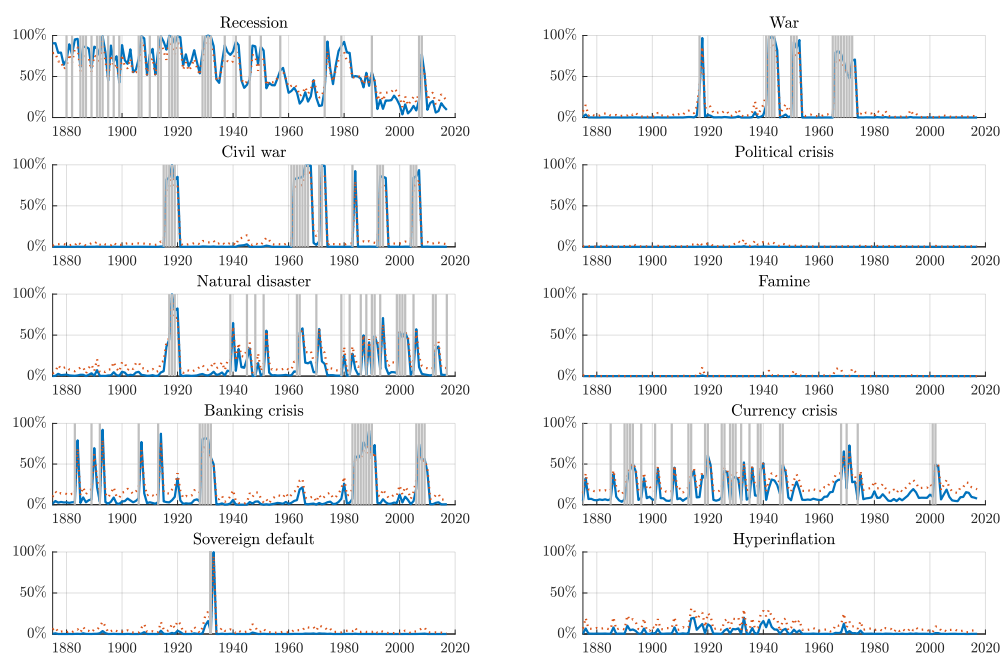 Recession
100%
50%
0%
1880 1900 1920 1940 1960 1980 2000 2020
War
100%
50%
0%
1880 1900 1920 1940 1960 1980 2000 2020
Civil war
100%
50%
0%
1880 1900 1920 1940 1960 1980 2000 2020
Political crisis
100%
50%
0%
1880 1900 1920 1940 1960 1980 2000 2020
Natural disaster
100%
50%
0%
1880 1900 1920 1940 1960 1980 2000 2020
Famine
100%
50%
0%
1880 1900 1920 1940 1960 1980 2000 2020
Banking crisis
100%
50%
0%
1880 1900 1920 1940 1960 1980 2000 2020
Currency crisis
100%
50%
0%
1880 1900 1920 1940 1960 1980 2000 2020
Sovereign default
100%
50%
0%
1880 1900 1920 1940 1960 1980 2000 2020
Hyperinflation
100%
50%
0%
1880 1900 1920 1940 1960 1980 2000 2020